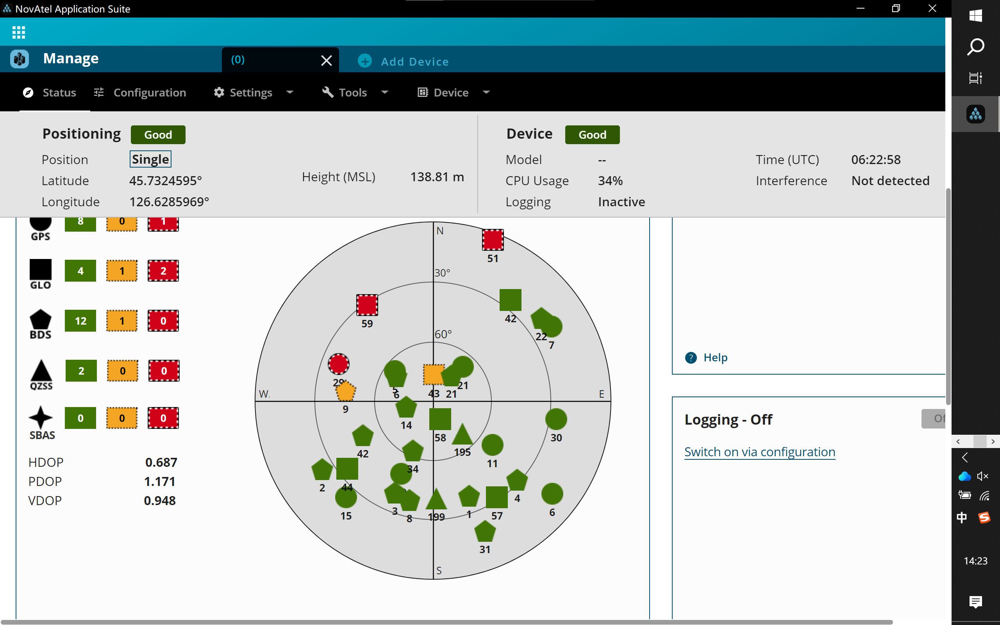 NovAtel Application Suite
Manage
(0)
Add Device
Status
Configuration
Settings
Tools
Device
Positioning
Good
Position
Single
Latitude
45.7324595°
Longitude
126.6285969°
Height (MSL)
138.81 m
Device
Good
Model
--
CPU Usage
34%
Logging
Inactive
Time (UTC)
06:22:58
Interference
Not detected
8
0
1
GPS
4
1
2
GLO
12
1
0
BDS
2
0
0
QZSS
0
0
0
SBAS
HDOP
0.687
PDOP
1.171
VDOP
0.948
N
51
30°
59
42
22
7
60°
29
5
6
43
21
21
W.
E
9
14
58
195
30
42
11
34
2
44
4
15
3
8
199
1
57
6
31
S
? Help
Logging - Off
Switch on via configuration
中
S
14:23